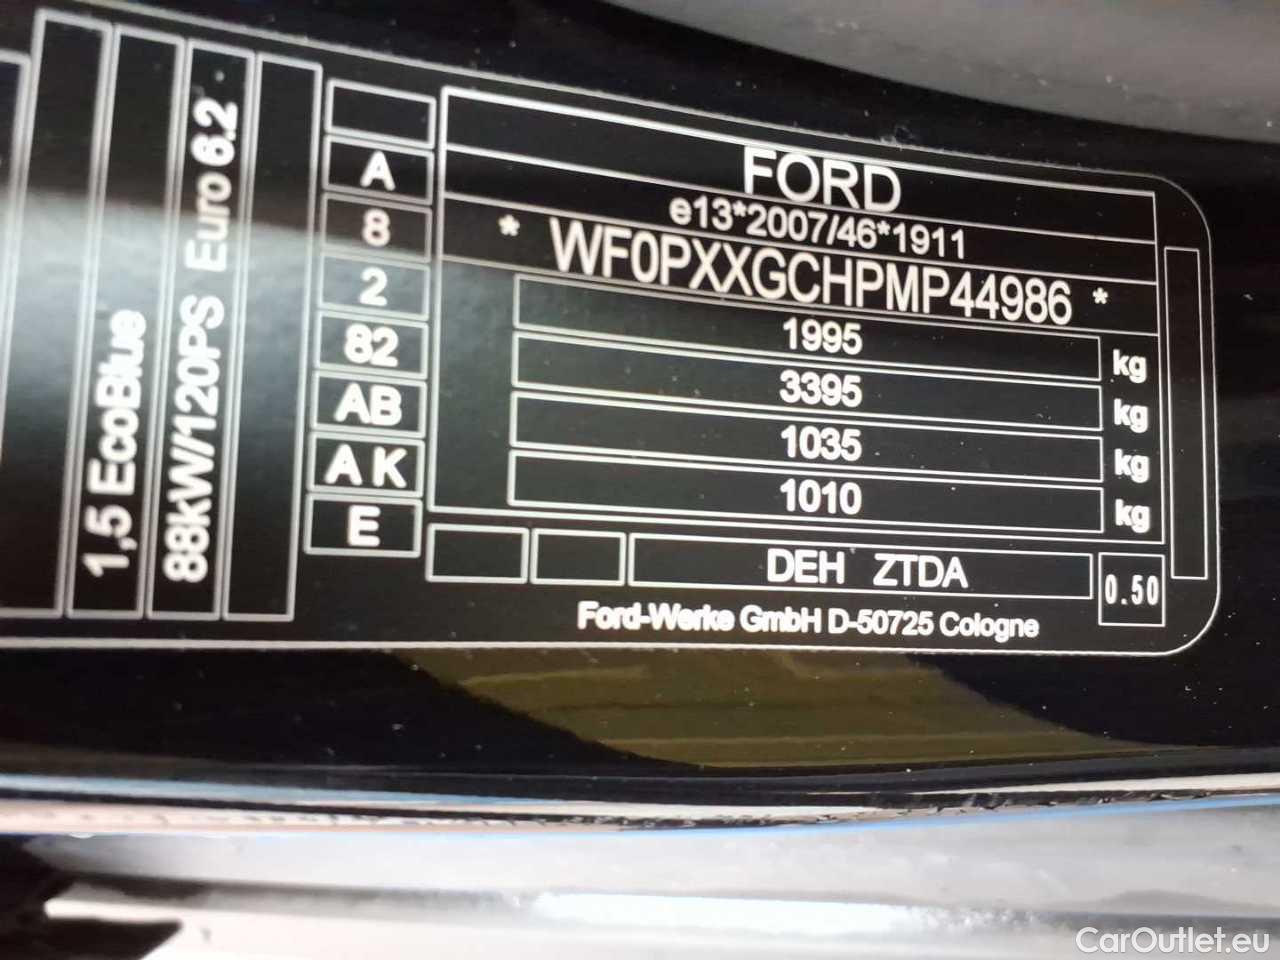 FORD
e13*2007/46*1911
* WF0PXXGCHPMP44986 *
1995 kg
3395 kg
1035 kg
1010 kg
DEH ZTDA
0.50
Ford-Werke GmbH D-50725 Cologne
A
8
2
82
AB
A K
E
1,5 EcoBlue
88kW/120PS Euro 6.2
CarOutlet.eu